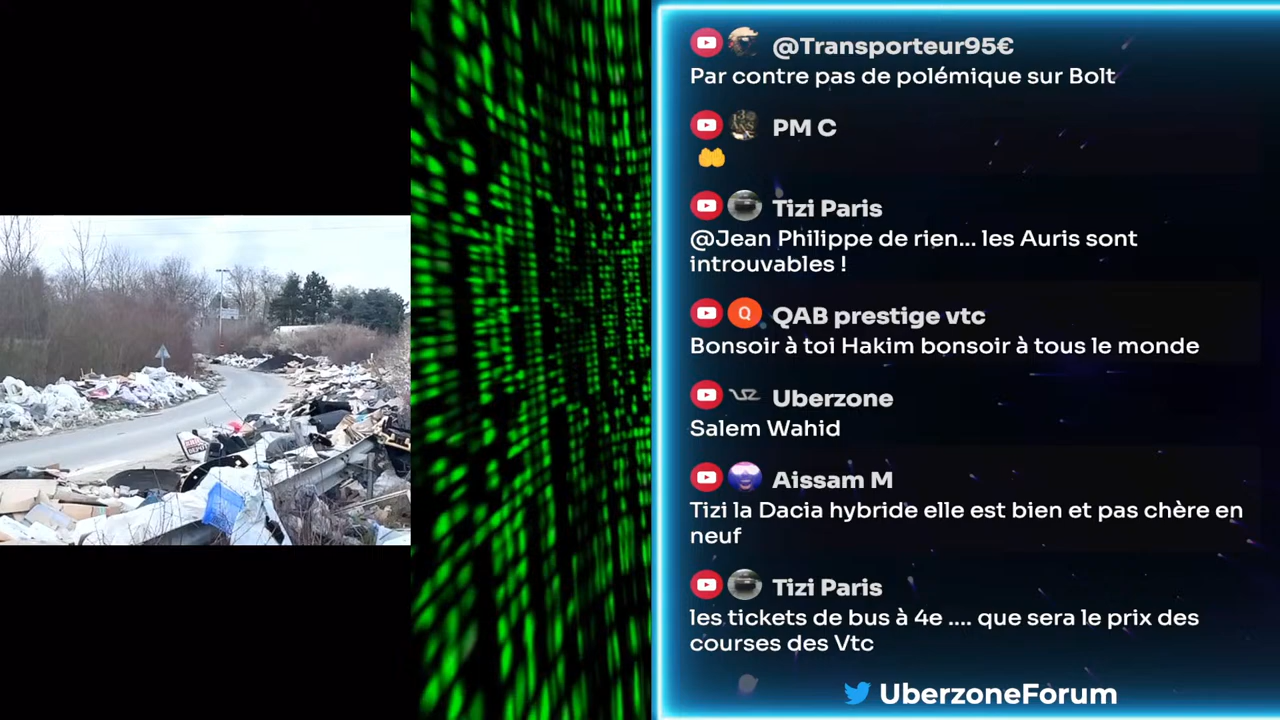 @Transporteur95€
Par contre pas de polémique sur Bolt
PM C
Tizi Paris
@Jean Philippe de rien... les Auris sont
introuvables !
Q
QAB prestige vtc
Bonsoir à toi Hakim bonsoir à tous le monde
Uberzone
Salem Wahid
Aissam M
Tizi la Dacia hybride elle est bien et pas chère en
neuf
Tizi Paris
les tickets de bus à 4e .... que sera le prix des
courses des Vtc
UberzoneForum